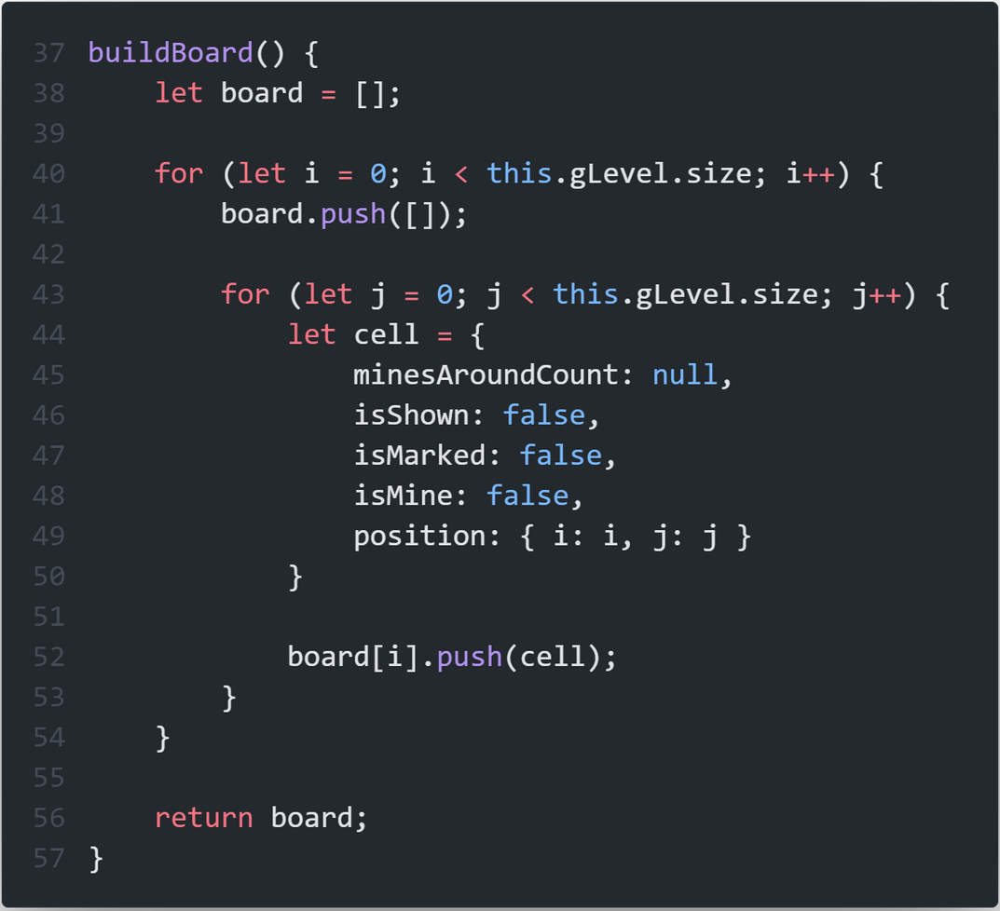 37 buildBoard() {
38     let board = [];
39
40     for (let i = 0; i < this.gLevel.size; i++) {
41         board.push([]);
42
43         for (let j = 0; j < this.gLevel.size; j++) {
44             let cell = {
45                 minesAroundCount: null,
46                 isShown: false,
47                 isMarked: false,
48                 isMine: false,
49                 position: { i: i, j: j }
50             }
51
52             board[i].push(cell);
53         }
54     }
55
56     return board;
57 }